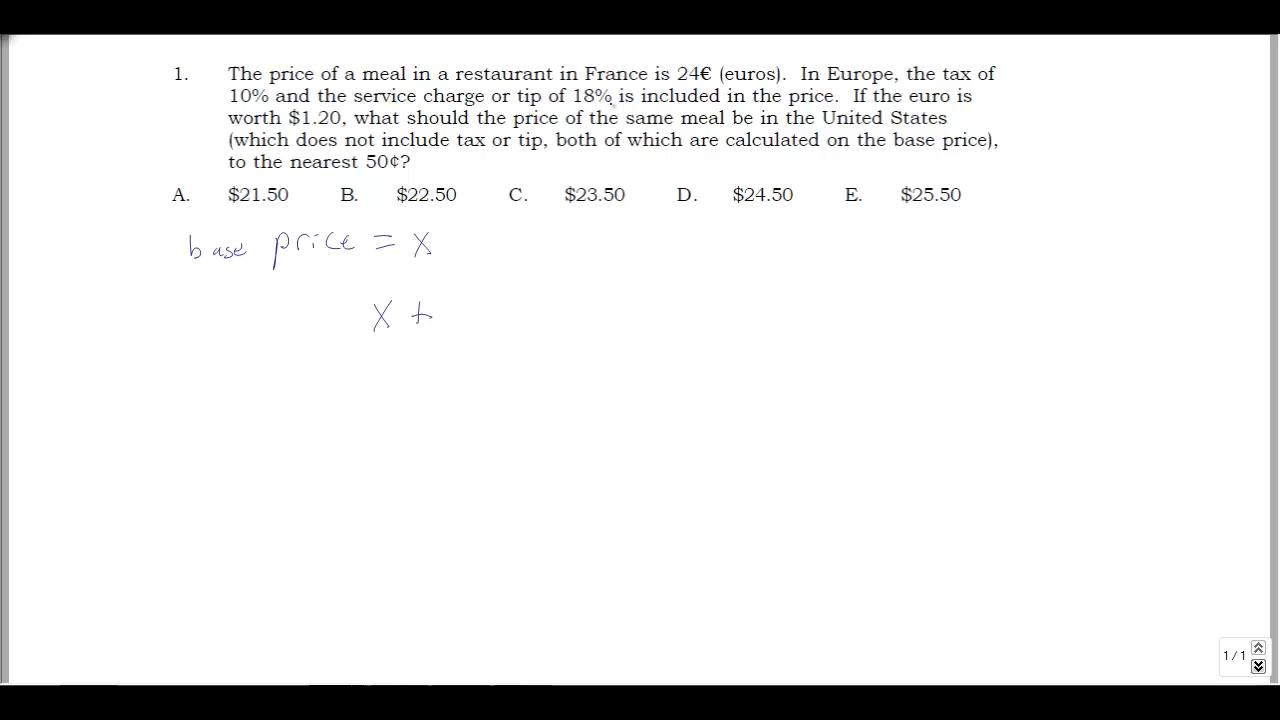 1. The price of a meal in a restaurant in France is 24€ (euros). In Europe, the tax of
10% and the service charge or tip of 18% is included in the price. If the euro is
worth $1.20, what should the price of the same meal be in the United States
(which does not include tax or tip, both of which are calculated on the base price),
to the nearest 50¢?
A. $21.50 B. $22.50 C. $23.50 D. $24.50 E. $25.50
base price = x
x +
1 / 1